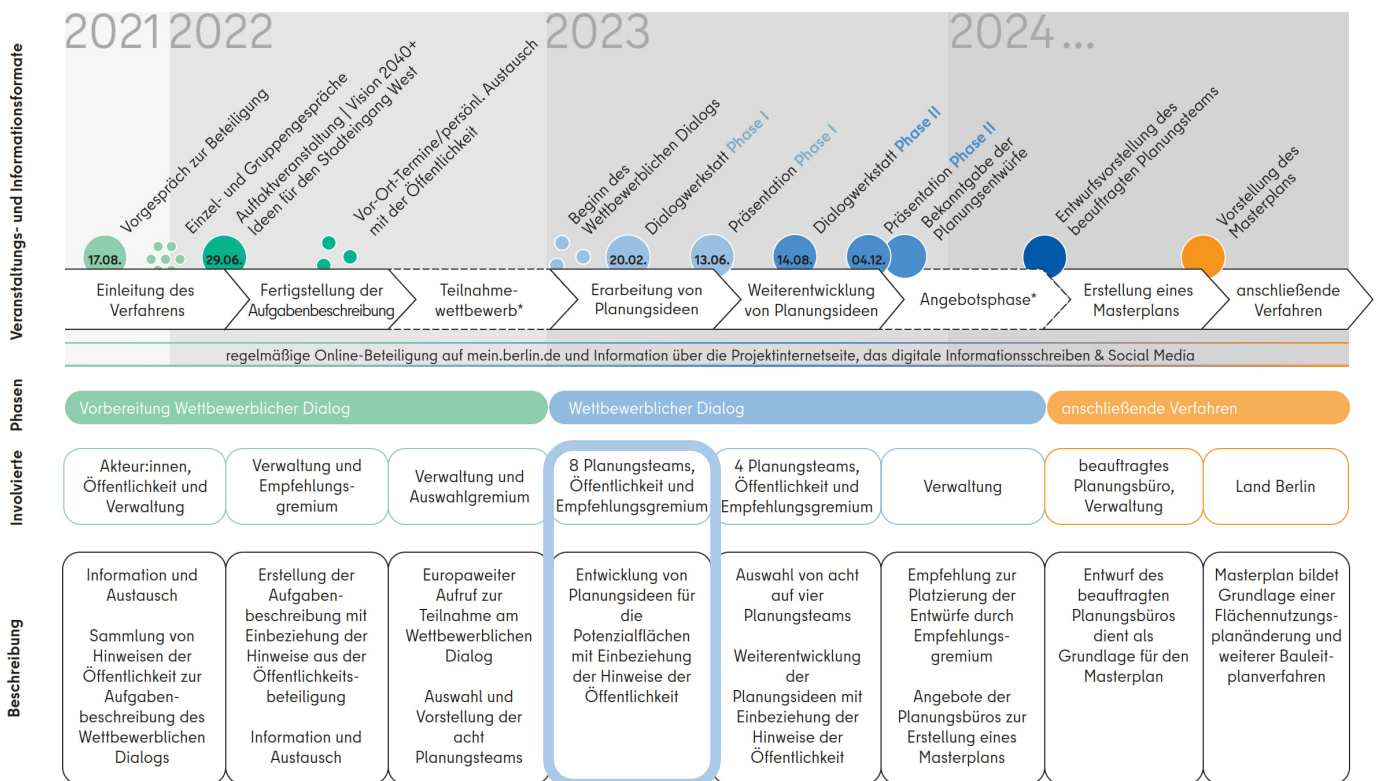 2021
2022
2023
2024...
Veranstaltungs- und Informationsformate
Vorgespräch zur Beteiligung
Einzel- und Gruppengespräche
Auftaktveranstaltung | Vision 2040+
Ideen für den Stadteingang West
Vor-Ort-Termine/persönl. Austausch
mit der Öffentlichkeit
Beginn des
Wettbewerblichen Dialogs
Dialogwerkstatt Phase I
Präsentation Phase I
Dialogwerkstatt Phase II
Präsentation Phase II
Bekanntgabe der
Planungsentwürfe
Entwurfsvorstellung des
beauftragten Planungsteams
Vorstellung des
Masterplans
17.08.
29.06.
20.02.
13.06.
14.08.
04.12.
Einleitung des
Verfahrens
Fertigstellung der
Aufgabenbeschreibung
Teilnahme-
wettbewerb*
Erarbeitung von
Planungsideen
Weiterentwicklung
von Planungsideen
Angebotsphase*
Erstellung eines
Masterplans
anschließende
Verfahren
regelmäßige Online-Beteiligung auf mein.berlin.de und Information über die Projektinternetseite, das digitale Informationsschreiben & Social Media
Phasen
Vorbereitung Wettbewerblicher Dialog
Wettbewerblicher Dialog
anschließende Verfahren
Involvierte
Akteur:innen,
Öffentlichkeit und
Verwaltung
Verwaltung und
Empfehlungs-
gremium
Verwaltung und
Auswahlgremium
8 Planungsteams,
Öffentlichkeit und
Empfehlungsgremium
4 Planungsteams,
Öffentlichkeit und
Empfehlungsgremium
Verwaltung
beauftragtes
Planungsbüro,
Verwaltung
Land Berlin
Beschreibung
Information und
Austausch
Sammlung von
Hinweisen der
Öffentlichkeit zur
Aufgaben-
beschreibung des
Wettbewerblichen
Dialogs
Erstellung der
Aufgaben-
beschreibung mit
Einbeziehung der
Hinweise aus der
Öffentlichkeits-
beteiligung
Information und
Austausch
Europaweiter
Aufruf zur
Teilnahme am
Wettbewerblichen
Dialog
Auswahl und
Vorstellung der
acht
Planungsteams
Entwicklung von
Planungsideen für
die
Potenzialflächen
mit Einbeziehung
der Hinweise der
Öffentlichkeit
Auswahl von acht
auf vier
Planungsteams
Weiterentwicklung
der
Planungsideen mit
Einbeziehung der
Hinweise der
Öffentlichkeit
Empfehlung zur
Platzierung der
Entwürfe durch
Empfehlungs-
gremium
Angebote der
Planungsbüros zur
Erstellung eines
Masterplans
Entwurf des
beauftragten
Planungsbüros
dient als
Grundlage für den
Masterplan
Masterplan bildet
Grundlage einer
Flächennutzungs-
planänderung und
weiterer Bauleit-
planverfahren